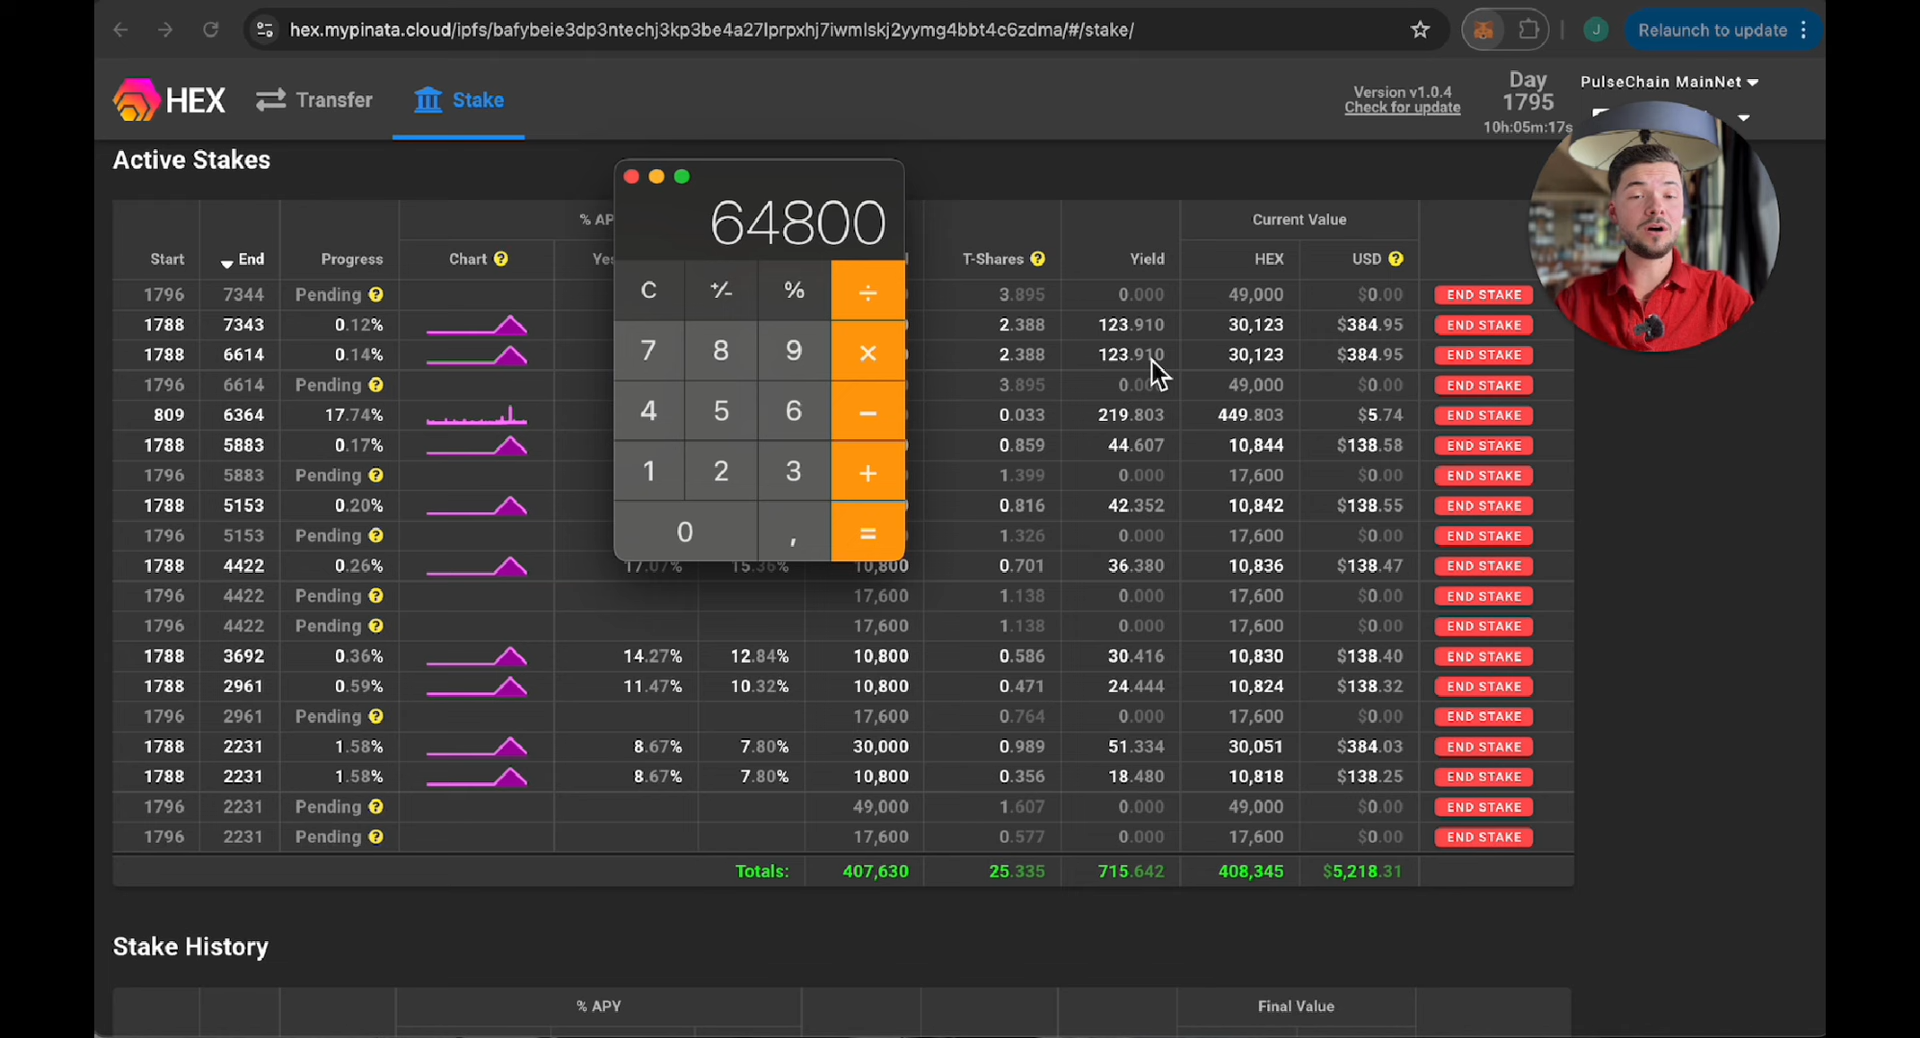 hex.mypinata.cloud/ipfs/bafybeie3dp3ntechj3kp3be4a27lprpxhj7iwmlskj2yymg4bbt4c6zdma/#/stake/ J Relaunch to update
HEX Transfer Stake Version v1.0.4 Check for update Day 1795 10h:05m:17s PulseChain MainNet
Active Stakes
% AP Current Value
Start End Progress Chart ? T-Shares ? Yield HEX USD ?
1796 7344 Pending ? 3.895 0.000 49,000 $0.00 END STAKE
1788 7343 0.12% 2.388 123.910 30,123 $384.95 END STAKE
1788 6614 0.14% 2.388 123.910 30,123 $384.95 END STAKE
1796 6614 Pending ? 3.895 49,000 $0.00 END STAKE
809 6364 17.74% 0.033 219.803 449.803 $5.74 END STAKE
1788 5883 0.17% 0.859 44.607 10,844 $138.58 END STAKE
1796 5883 Pending ? 1.399 0.000 17,600 $0.00 END STAKE
1788 5153 0.20% 0.816 42.352 10,842 $138.55 END STAKE
1796 5153 Pending ? 1.326 0.000 17,600 $0.00 END STAKE
1788 4422 0.26% 17.07% 15.36% 10,800 0.701 36.380 10,836 $138.47 END STAKE
1796 4422 Pending ? 17,600 1.138 0.000 17,600 $0.00 END STAKE
1796 4422 Pending ? 17,600 1.138 0.000 17,600 $0.00 END STAKE
1788 3692 0.36% 14.27% 12.84% 10,800 0.586 30.416 10,830 $138.40 END STAKE
1788 2961 0.59% 11.47% 10.32% 10,800 0.471 24.444 10,824 $138.32 END STAKE
1796 2961 Pending ? 17,600 0.764 0.000 17,600 $0.00 END STAKE
1788 2231 1.58% 8.67% 7.80% 30,000 0.989 51.334 30,051 $384.03 END STAKE
1788 2231 1.58% 8.67% 7.80% 10,800 0.356 18.480 10,818 $138.25 END STAKE
1796 2231 Pending ? 49,000 1.607 0.000 49,000 $0.00 END STAKE
1796 2231 Pending ? 17,600 0.577 0.000 17,600 $0.00 END STAKE
Totals: 407,630 25.335 715.642 408,345 $5,218.31
64800
C +/- % ÷
7 8 9 ×
4 5 6 −
1 2 3 +
0 , =
Stake History
% APY Final Value